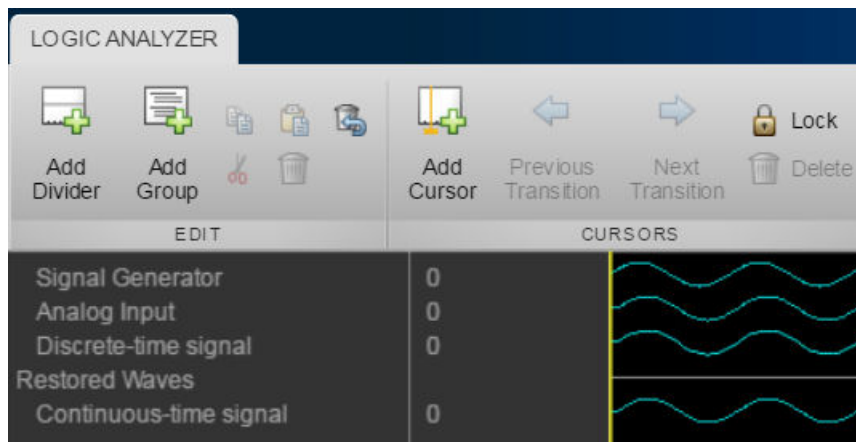 LOGIC ANALYZER
Add Divider
Add Group
Add Cursor
Previous Transition
Next Transition
Lock
Delete
EDIT
CURSORS
Signal Generator 0
Analog Input 0
Discrete-time signal 0
Restored Waves
Continuous-time signal 0